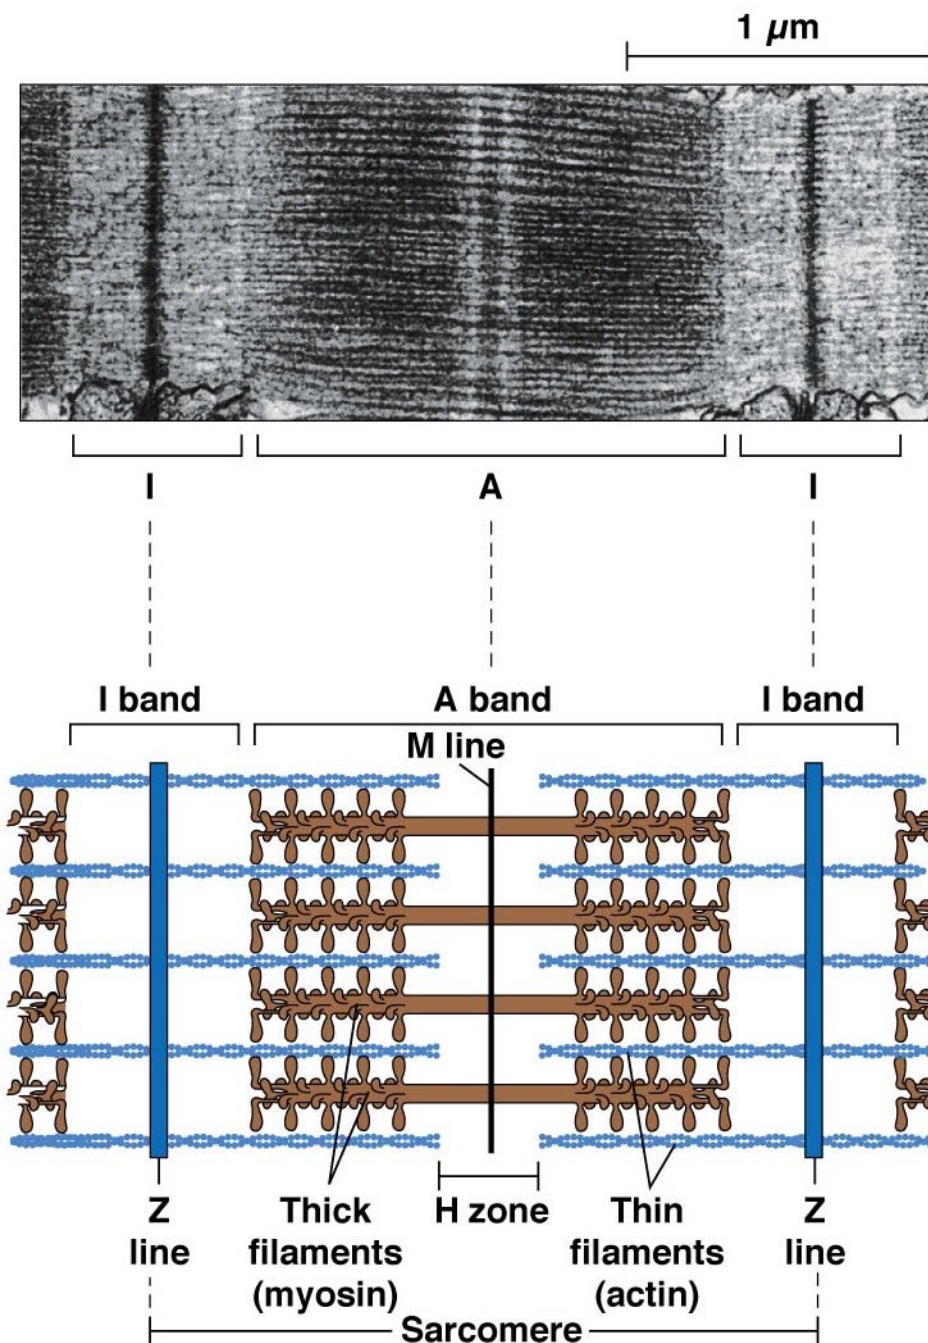 1 µm
I
A
I
I band
A band
I band
M line
Z
line
Thick
filaments
(myosin)
H zone
Thin
filaments
(actin)
Z
line
Sarcomere